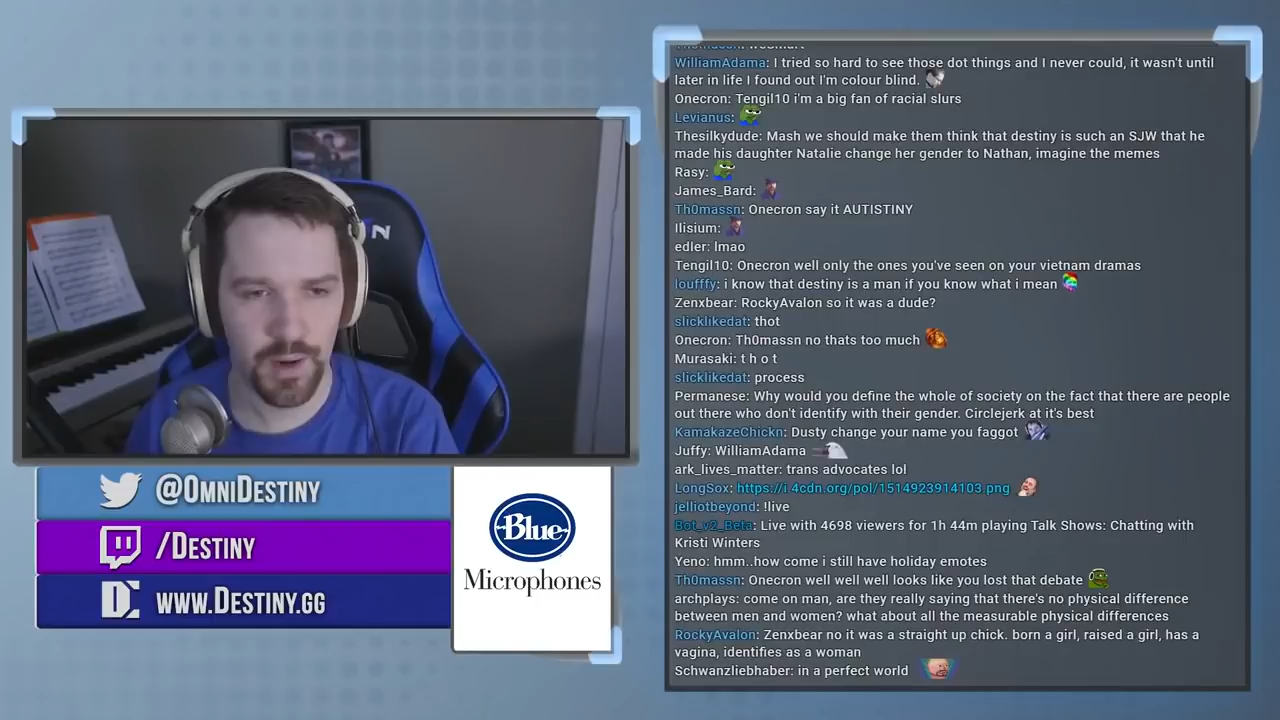 WilliamAdama: I tried so hard to see those dot things and I never could, it wasn't until
later in life I found out I'm colour blind.
Onecron: Tengil10 i'm a big fan of racial slurs
Levianus:
Thesilkydude: Mash we should make them think that destiny is such an SJW that he
made his daughter Natalie change her gender to Nathan, imagine the memes
Rasy:
James_Bard:
Th0massn: Onecron say it AUTISTINY
Ilisium:
edler: lmao
Tengil10: Onecron well only the ones you've seen on your vietnam dramas
loufffy: i know that destiny is a man if you know what i mean
Zenxbear: RockyAvalon so it was a dude?
slicklikedat: thot
Onecron: Th0massn no thats too much
Murasaki: t h o t
slicklikedat: process
Permanese: Why would you define the whole of society on the fact that there are people
out there who don't identify with their gender. Circlejerk at it's best
KamakazeChickn: Dusty change your name you faggot
Juffy: WilliamAdama
ark_lives_matter: trans advocates lol
LongSox: https://i.4cdn.org/pol/1514923914103.png
jelliotbeyond: !live
Bot_v2_Beta: Live with 4698 viewers for 1h 44m playing Talk Shows: Chatting with
Kristi Winters
Yeno: hmm..how come i still have holiday emotes
Th0massn: Onecron well well well looks like you lost that debate
archplays: come on man, are they really saying that there's no physical difference
between men and women? what about all the measurable physical differences
RockyAvalon: Zenxbear no it was a straight up chick. born a girl, raised a girl, has a
vagina, identifies as a woman
Schwanzliebhaber: in a perfect world
@OmniDestiny
/Destiny
www.Destiny.gg
Blue
Microphones